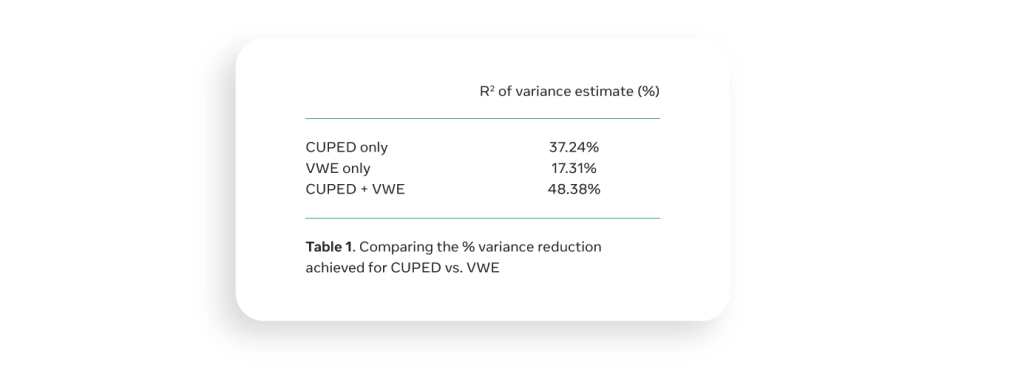 R² of variance estimate (%)
CUPED only 37.24%
VWE only 17.31%
CUPED + VWE 48.38%
Table 1. Comparing the % variance reduction
achieved for CUPED vs. VWE